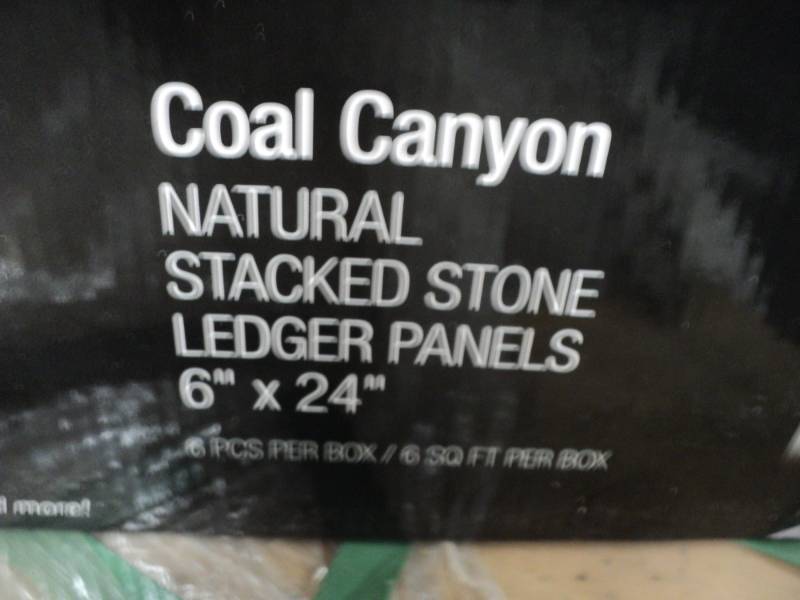 Coal Canyon
NATURAL
STACKED STONE
LEDGER PANELS
6" x 24"
6 PCS PER BOX / 6 SQ FT PER BOX
more!